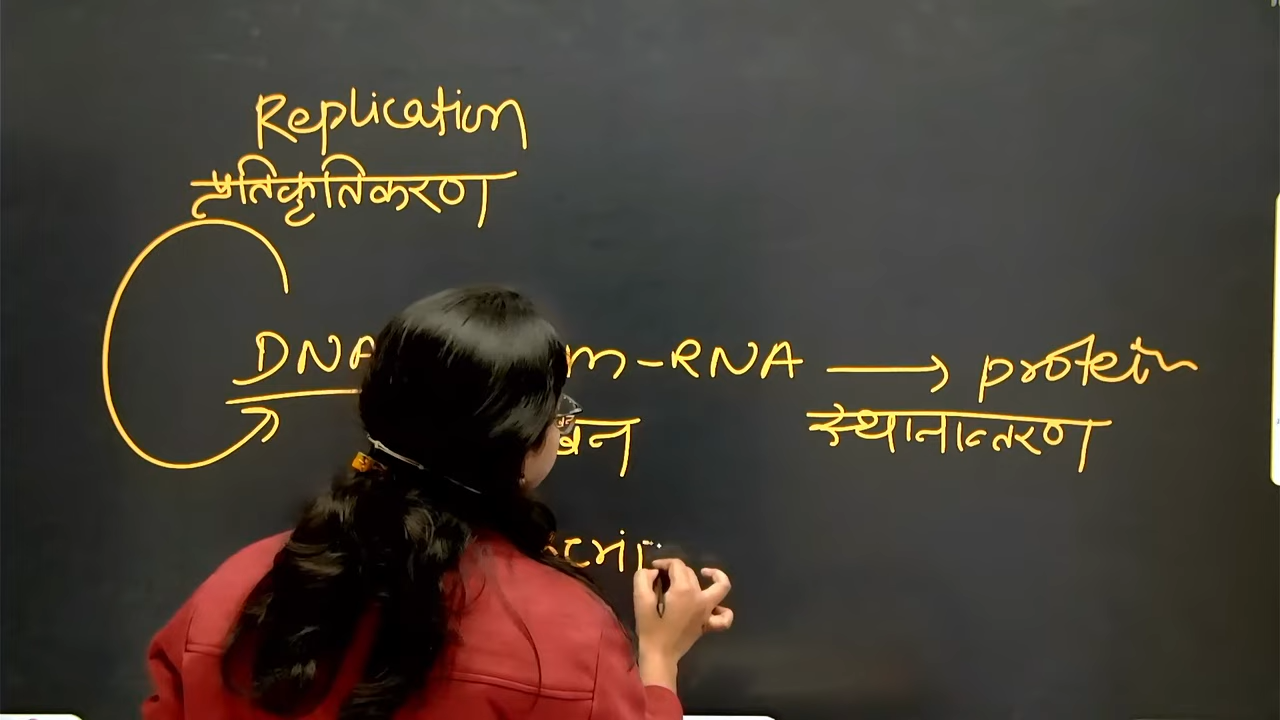 Replication
प्रतिकृतिकरण
DNA m-RNA → protein
स्थानान्तरण